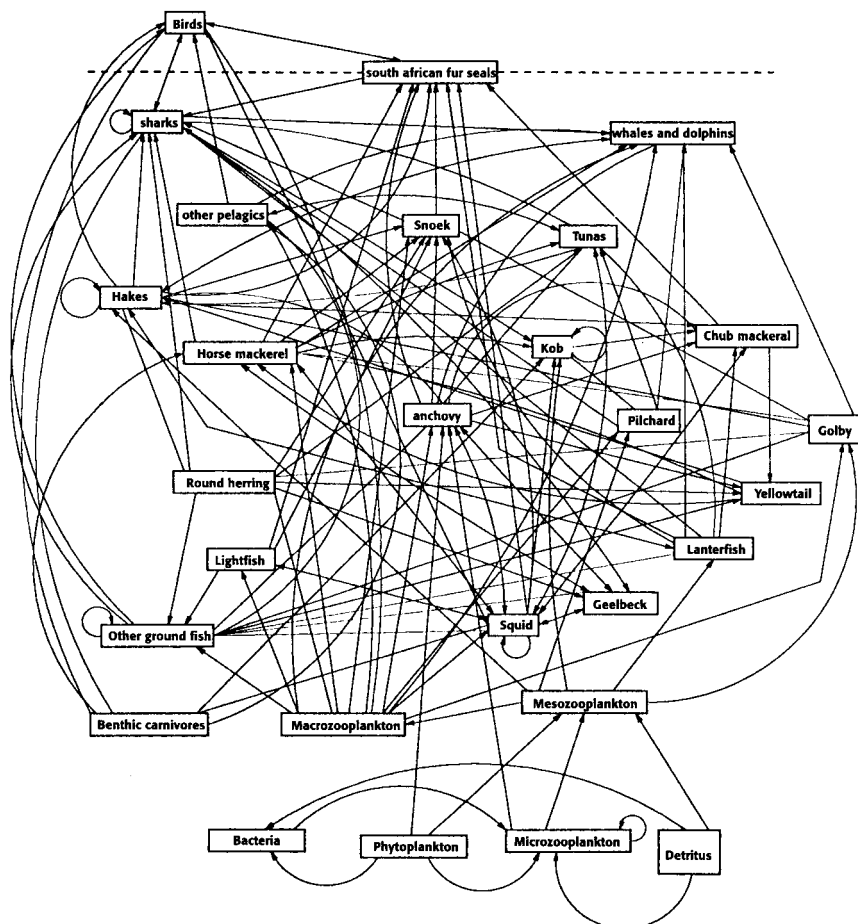 Birds
south african fur seals
sharks
whales and dolphins
other pelagics
Snoek
Tunas
Hakes
Chub mackeral
Horse mackerel
Kob
anchovy
Pilchard
Golby
Round herring
Yellowtail
Lightfish
Lanterfish
Geelbeck
Other ground fish
Squid
Mesozooplankton
Benthic carnivores
Macrozooplankton
Bacteria
Phytoplankton
Microzooplankton
Detritus